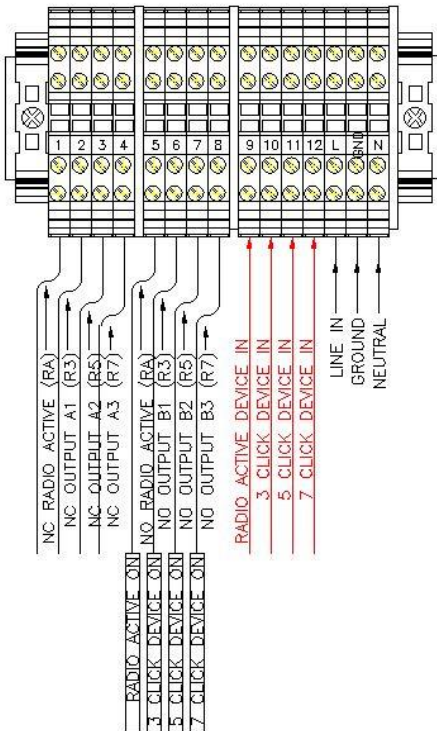 1 2 3 4 5 6 7 8 9 10 11 12 L GND N
NC RADIO ACTIVE (RA)
NC OUTPUT A1 (R3)
NC OUTPUT A2 (R5)
NC OUTPUT A3 (R7)
NO RADIO ACTIVE (RA)
NO OUTPUT B1 (R3)
NO OUTPUT B2 (R5)
NO OUTPUT B3 (R7)
RADIO ACTIVE DEVICE IN
3 CLICK DEVICE IN
5 CLICK DEVICE IN
7 CLICK DEVICE IN
LINE IN
GROUND
NEUTRAL
RADIO ACTIVE ON
3 CLICK DEVICE ON
5 CLICK DEVICE ON
7 CLICK DEVICE ON